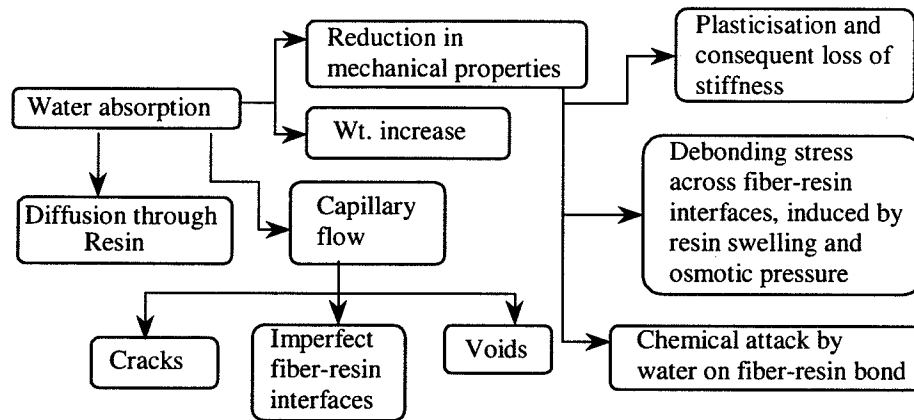 Reduction in
mechanical properties
Plasticisation and
consequent loss of
stiffness
Water absorption
Wt. increase
Debonding stress
across fiber-resin
interfaces, induced by
resin swelling and
osmotic pressure
Diffusion through
Resin
Capillary
flow
Cracks
Imperfect
fiber-resin
interfaces
Voids
Chemical attack by
water on fiber-resin bond